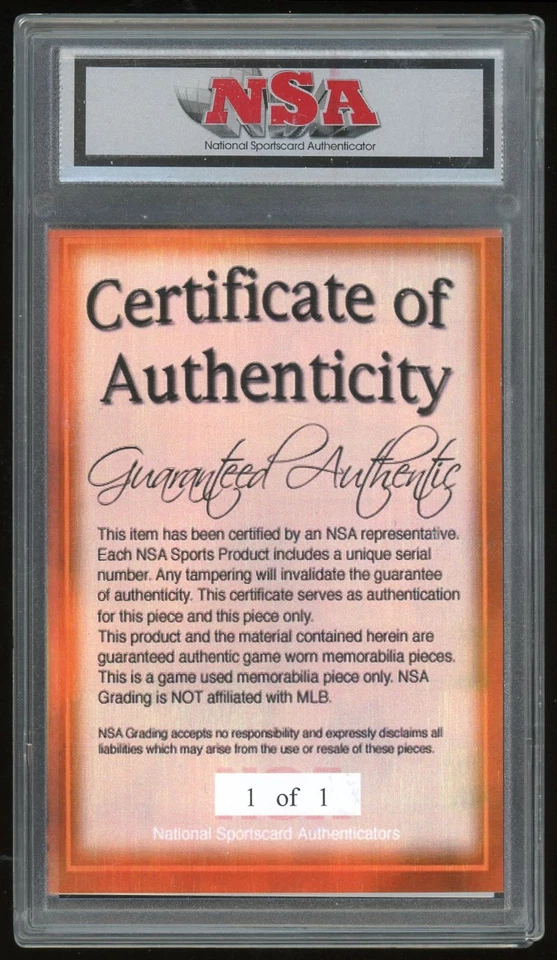 NSA
National Sportscard Authenticator
Certificate of
Authenticity
Guaranteed Authentic
This item has been certified by an NSA representative.
Each NSA Sports Product includes a unique serial
number. Any tampering will invalidate the guarantee
of authenticity. This certificate serves as authentication
for this piece and this piece only.
This product and the material contained herein are
guaranteed authentic game worn memorabilia pieces.
This is a game used memorabilia piece only. NSA
Grading is NOT affiliated with MLB.
NSA Grading accepts no responsibility and expressly disclaims all
liabilities which may arise from the use or resale of these pieces.
NSA
1 of 1
National Sportscard Authenticators